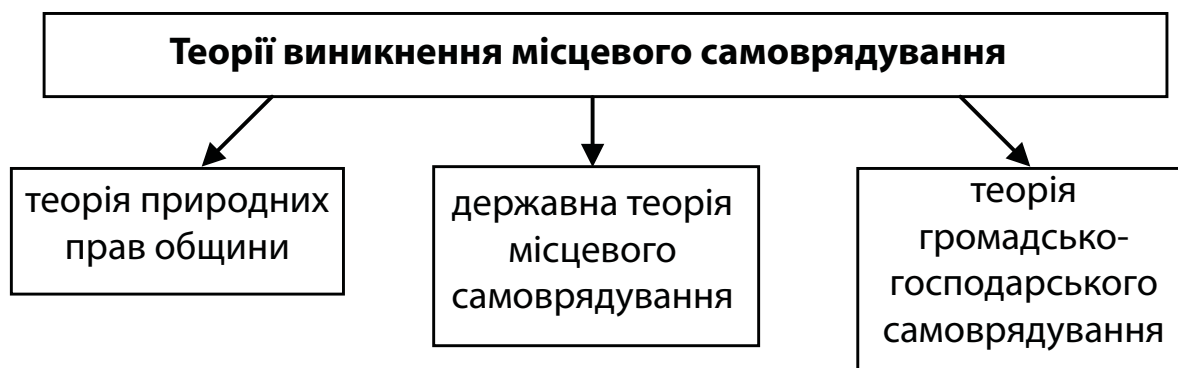 Теорії виникнення місцевого самоврядування
теорія природних
прав общини
державна теорія
місцевого
самоврядування
теорія
громадсько-
господарського
самоврядування